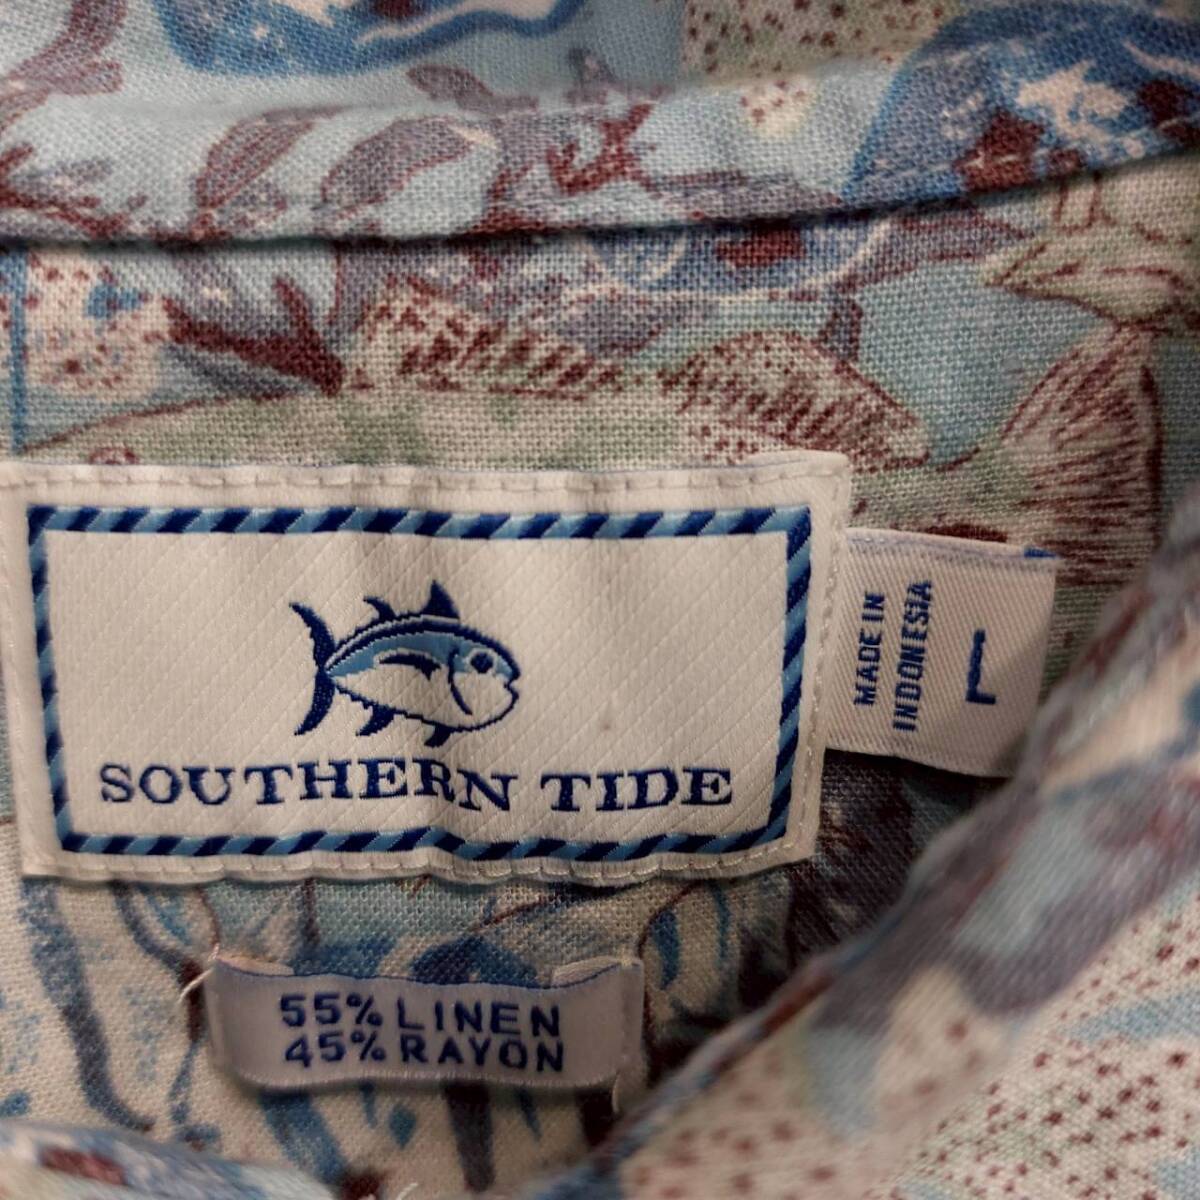 SOUTHERN TIDE
MADE IN
INDONESIA
L
55% LINEN
45% RAYON